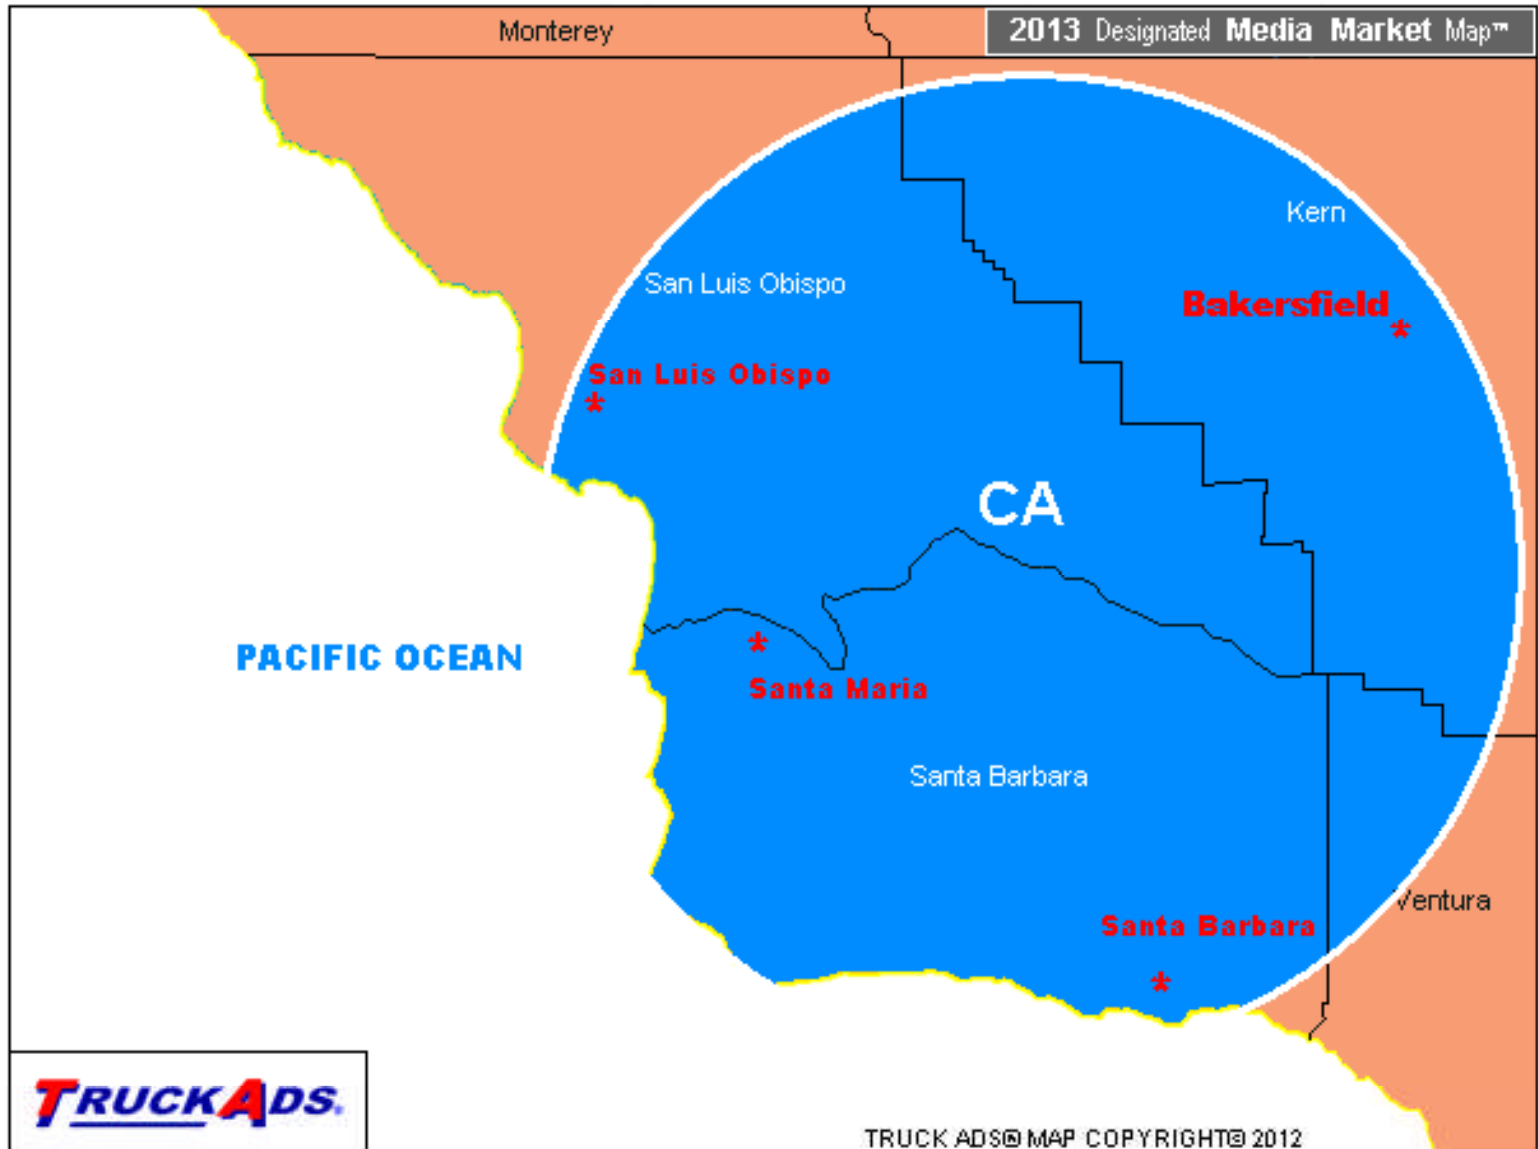 Monterey
2013 Designated Media Market Map™
Kern
San Luis Obispo
Bakersfield
*
San Luis Obispo
*
CA
PACIFIC OCEAN
*
Santa Maria
Santa Barbara
Ventura
Santa Barbara
*
TRUCKADS®
TRUCK ADS® MAP COPYRIGHT© 2012